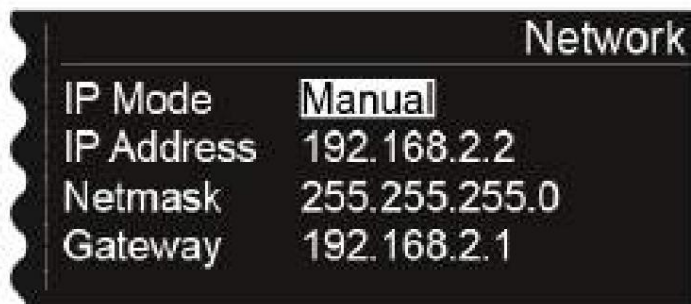 Network
IP Mode Manual
IP Address 192.168.2.2
Netmask 255.255.255.0
Gateway 192.168.2.1